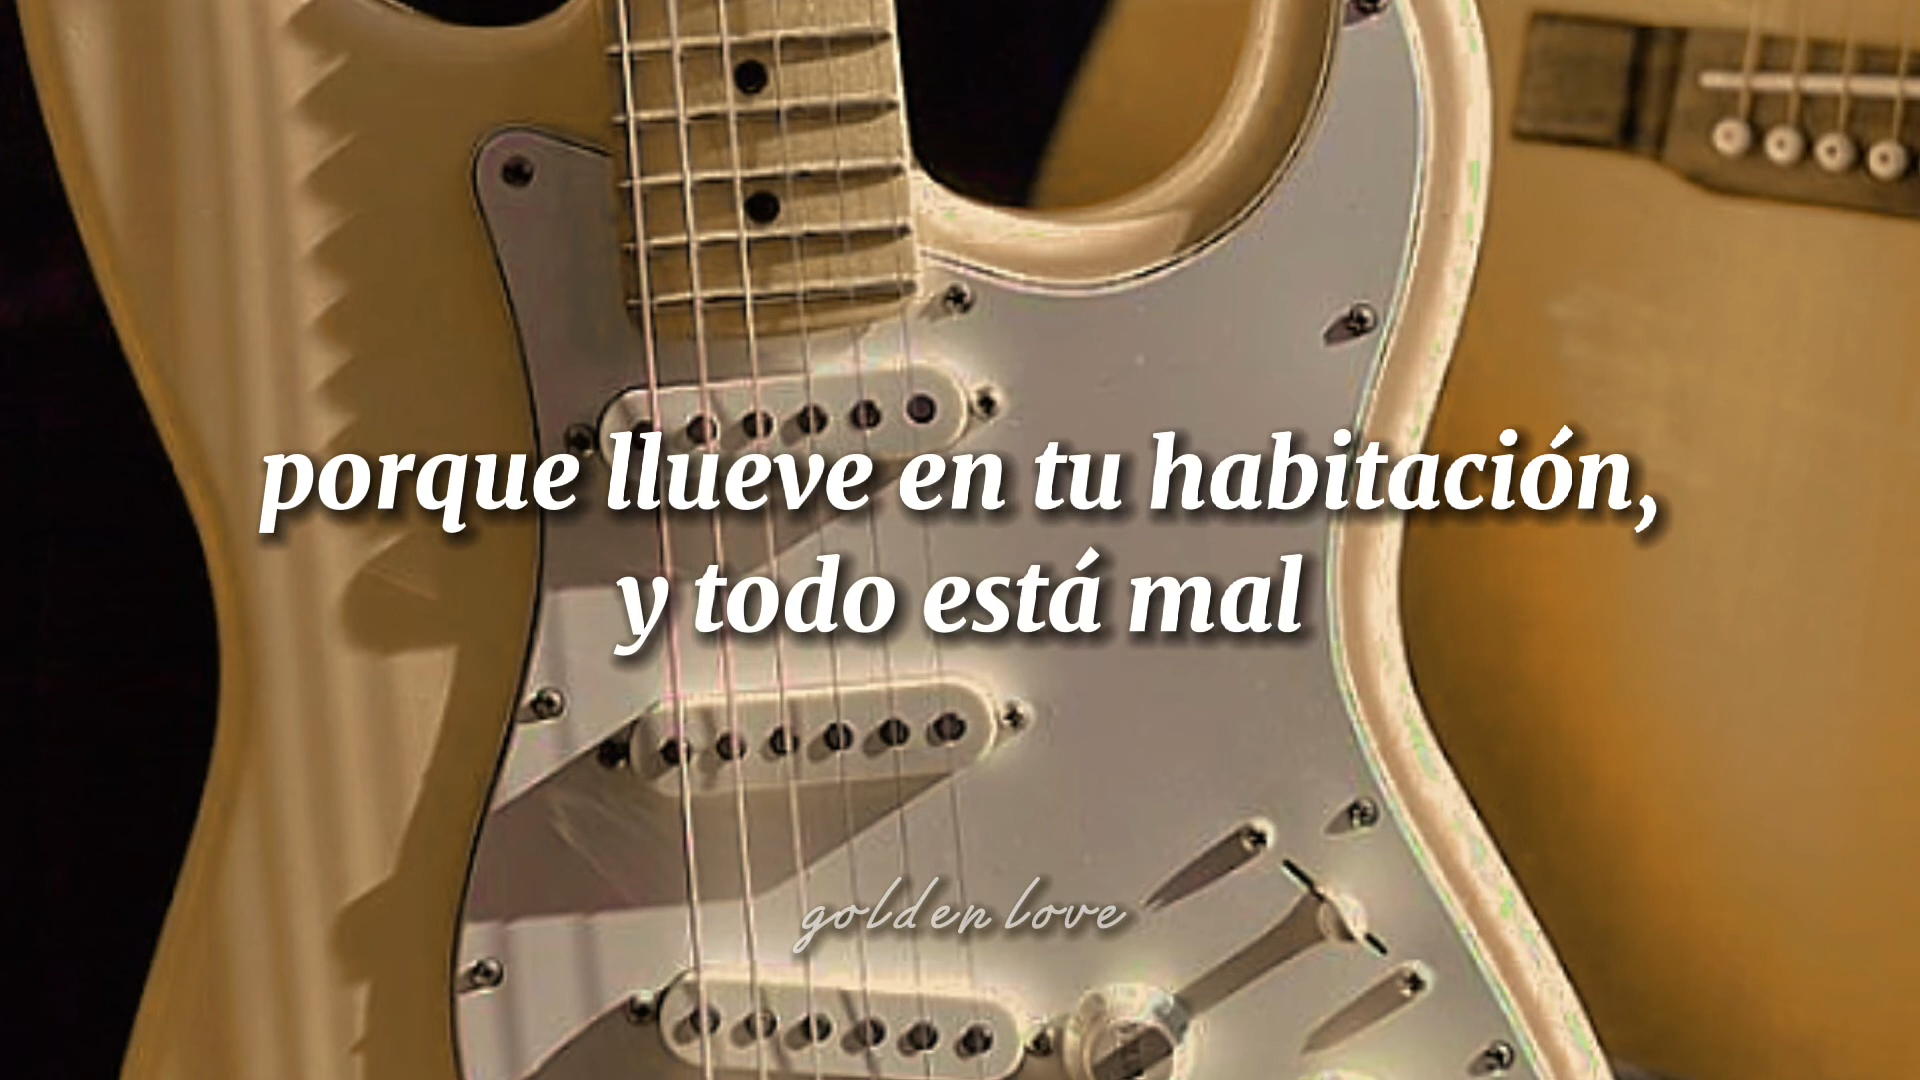 porque llueve en tu habitación,
y todo está mal
golden love